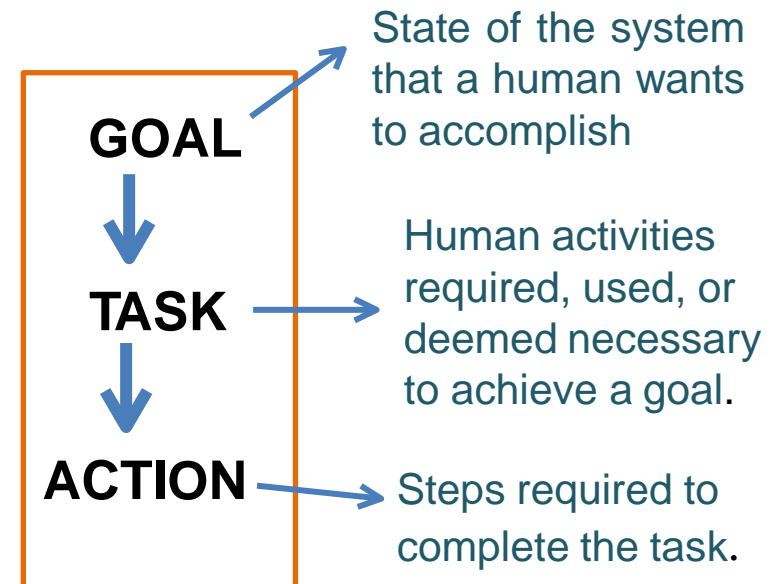 GOAL
State of the system
that a human wants
to accomplish
TASK
Human activities
required, used, or
deemed necessary
to achieve a goal.
ACTION
Steps required to
complete the task.